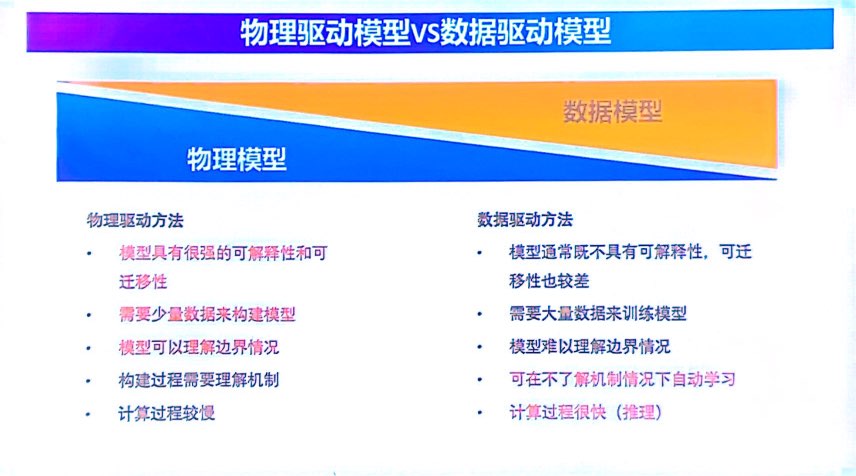 物理驱动模型VS数据驱动模型
数据模型
物理模型
物理驱动方法
• 模型具有很强的可解释性和可
迁移性
• 需要少量数据来构建模型
• 模型可以理解边界情况
• 构建过程需要理解机制
• 计算过程较慢
数据驱动方法
• 模型通常既不具有可解释性，可迁
移性也较差
• 需要大量数据来训练模型
• 模型难以理解边界情况
• 可在不了解机制情况下自动学习
• 计算过程很快（推理）